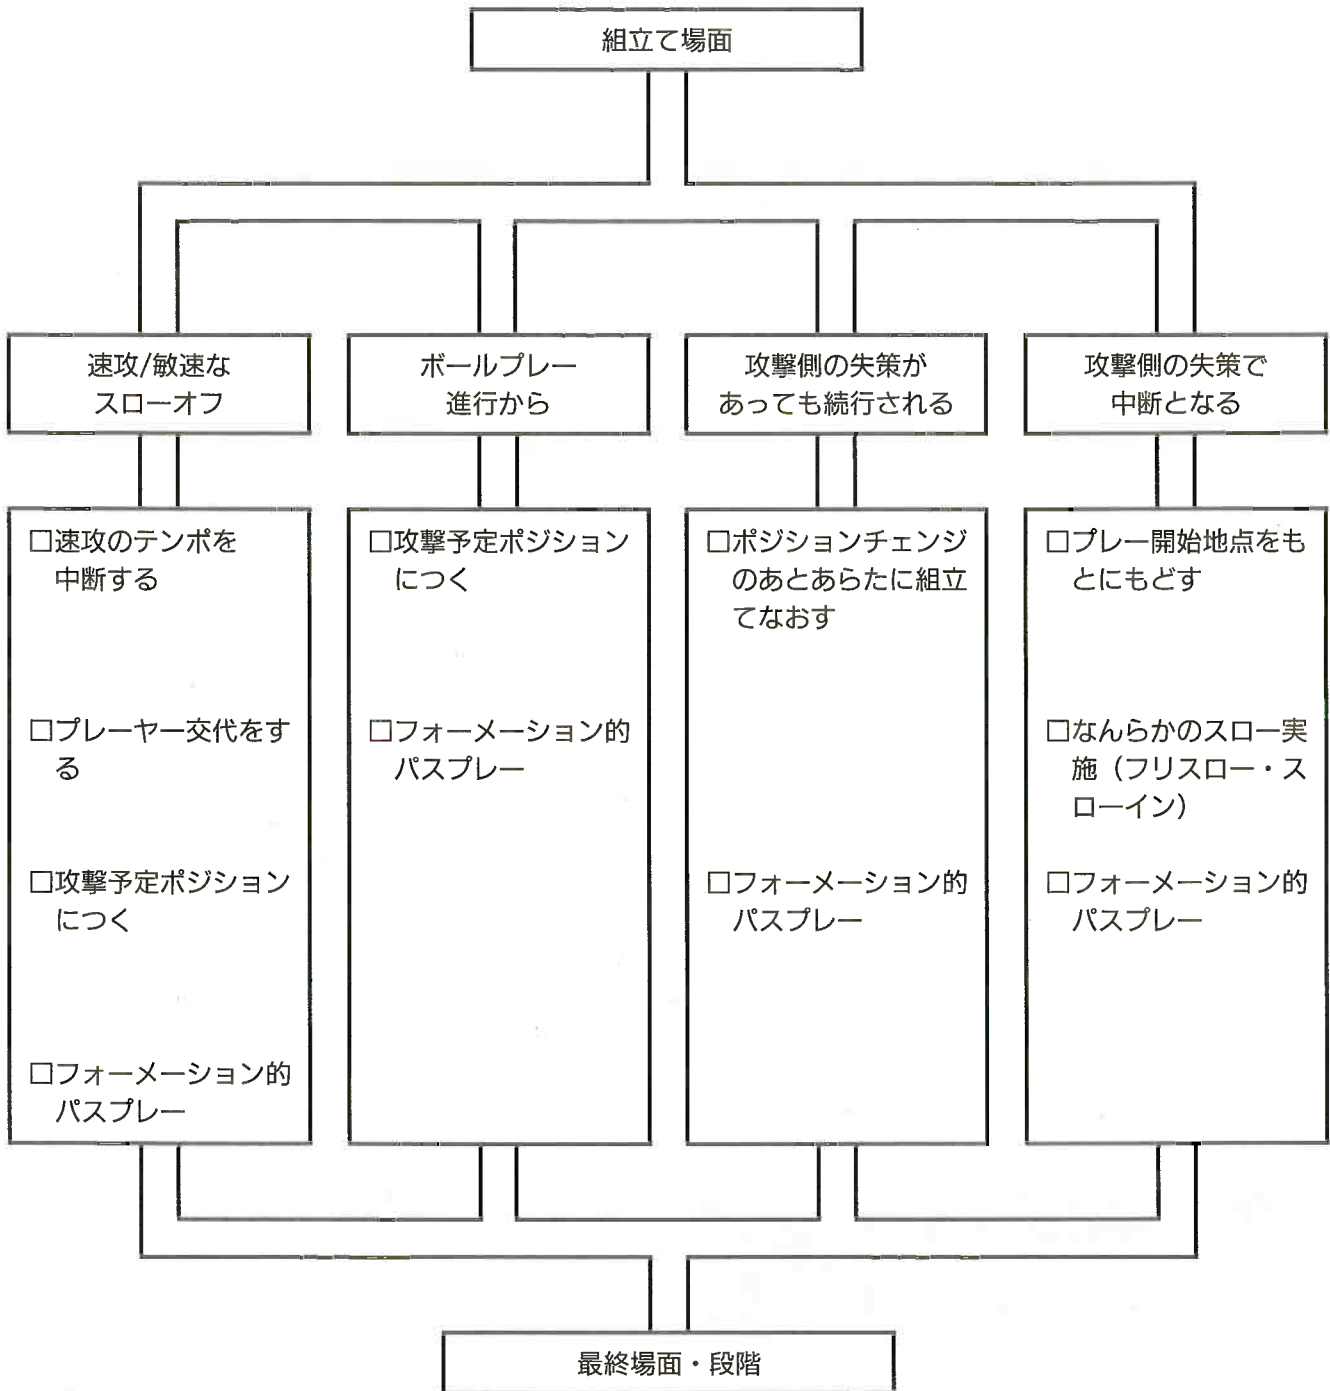 組立て場面
速攻/敏速な
スローオフ
ボールプレー
進行から
攻撃側の失策が
あっても続行される
攻撃側の失策で
中断となる
□速攻のテンポを
中断する
□プレーヤー交代をす
る
□攻撃予定ポジション
につく
□フォーメーション的
パスプレー
□攻撃予定ポジション
につく
□フォーメーション的
パスプレー
□ポジションチェンジ
のあとあらたに組立
てなおす
□フォーメーション的
パスプレー
□プレー開始地点をも
とにもどす
□なんらかのスロー実
施（フリスロー・ス
ローイン）
□フォーメーション的
パスプレー
最終場面・段階